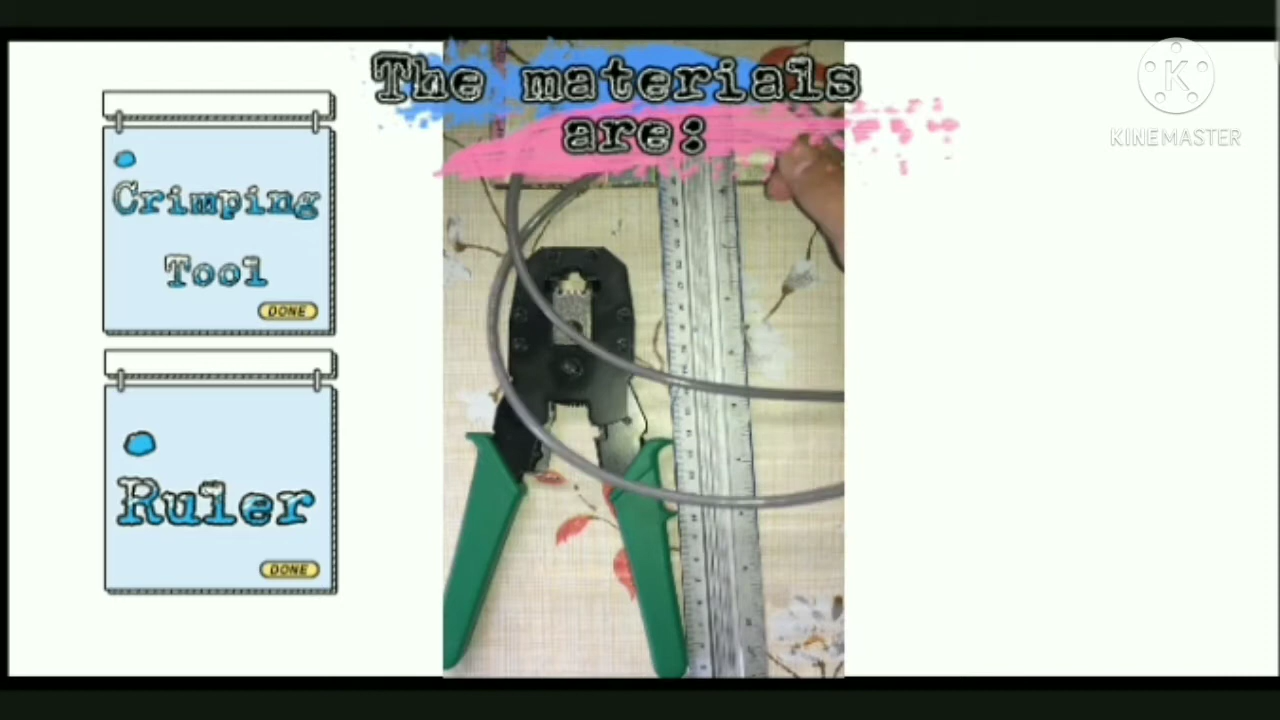 The materials
are:
K
KINEMASTER
Crimping
Tool
DONE
Ruler
DONE